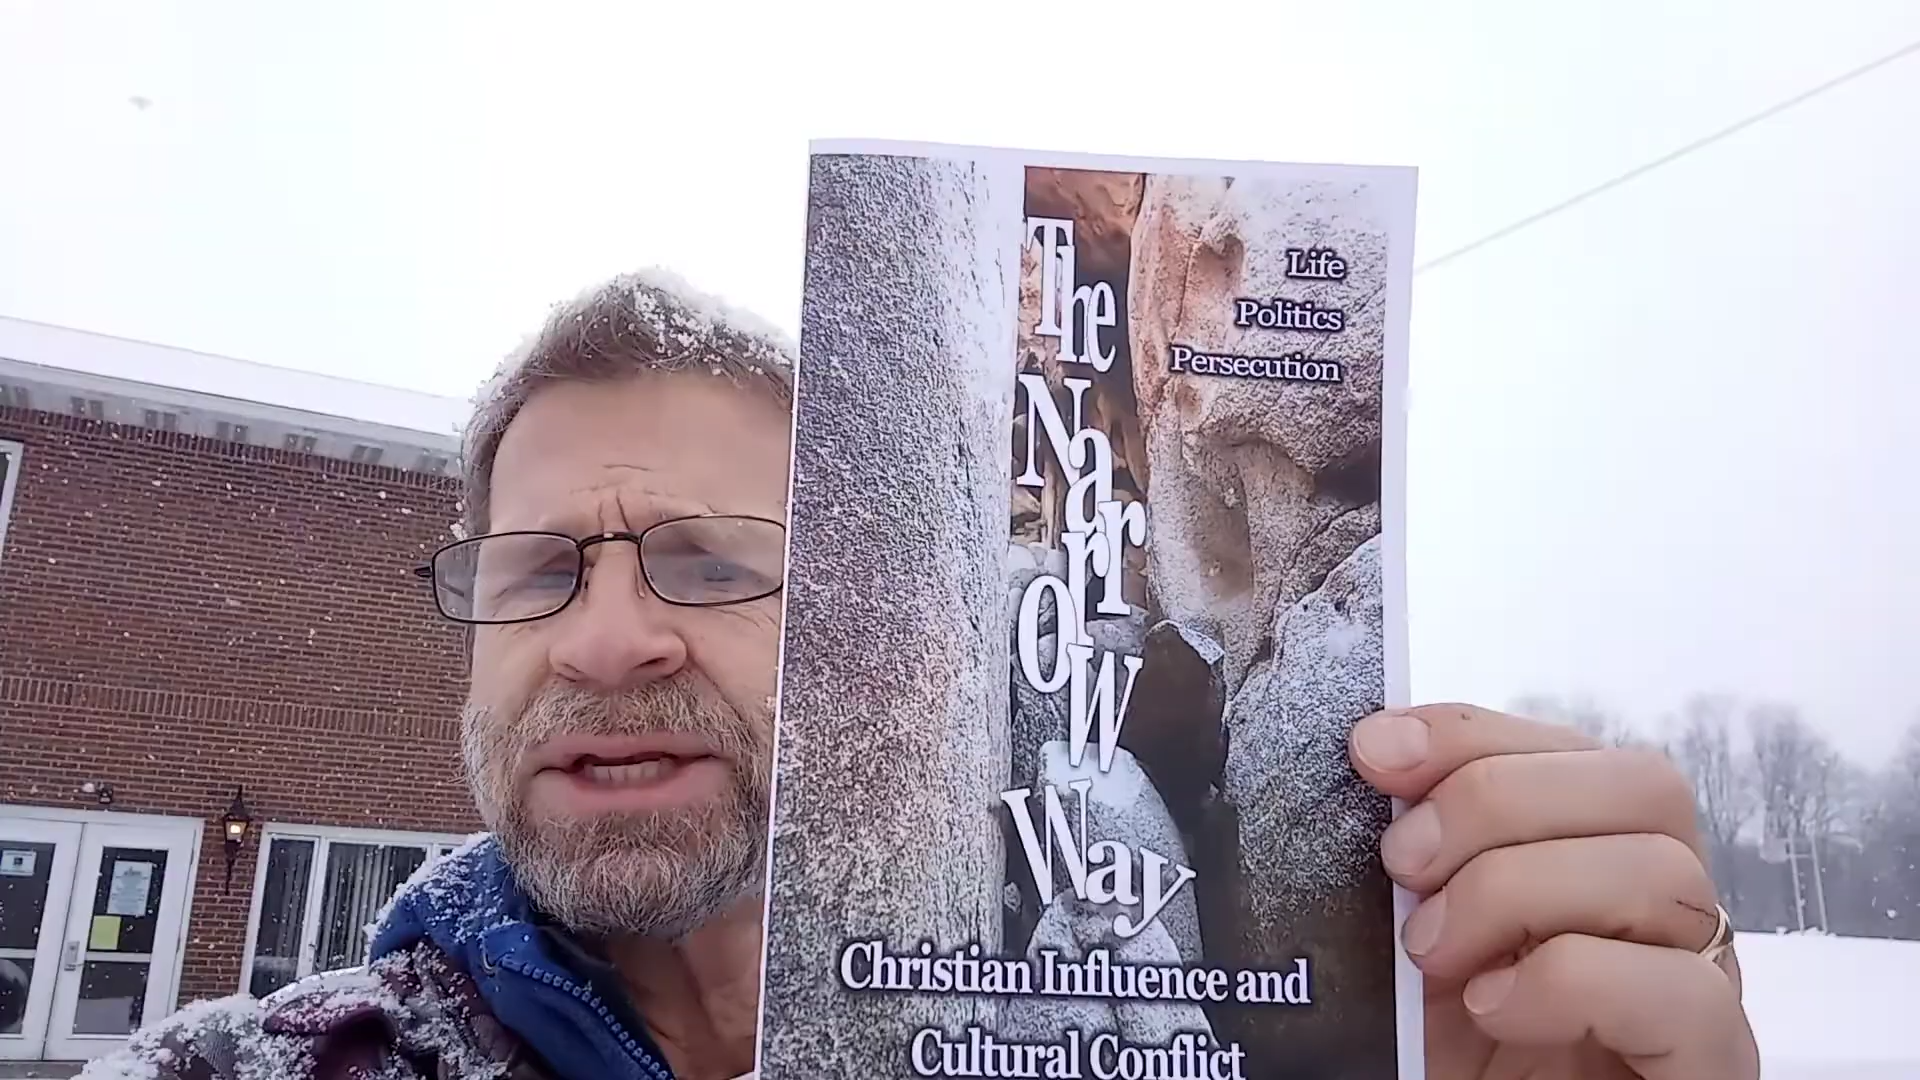 The
Narrow
Way
Life
Politics
Persecution
Christian Influence and
Cultural Conflict